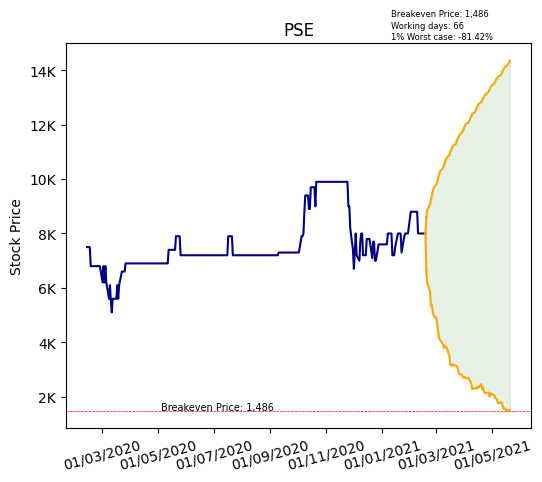 Breakeven Price: 1,486
Working days: 66
1% Worst case: -81.42%
PSE
14K
12K
10K
8K
6K
4K
2K
Stock Price
Breakeven Price: 1,486
01/03/2020
01/05/2020
01/07/2020
01/09/2020
01/11/2020
01/01/2021
01/03/2021
01/05/2021